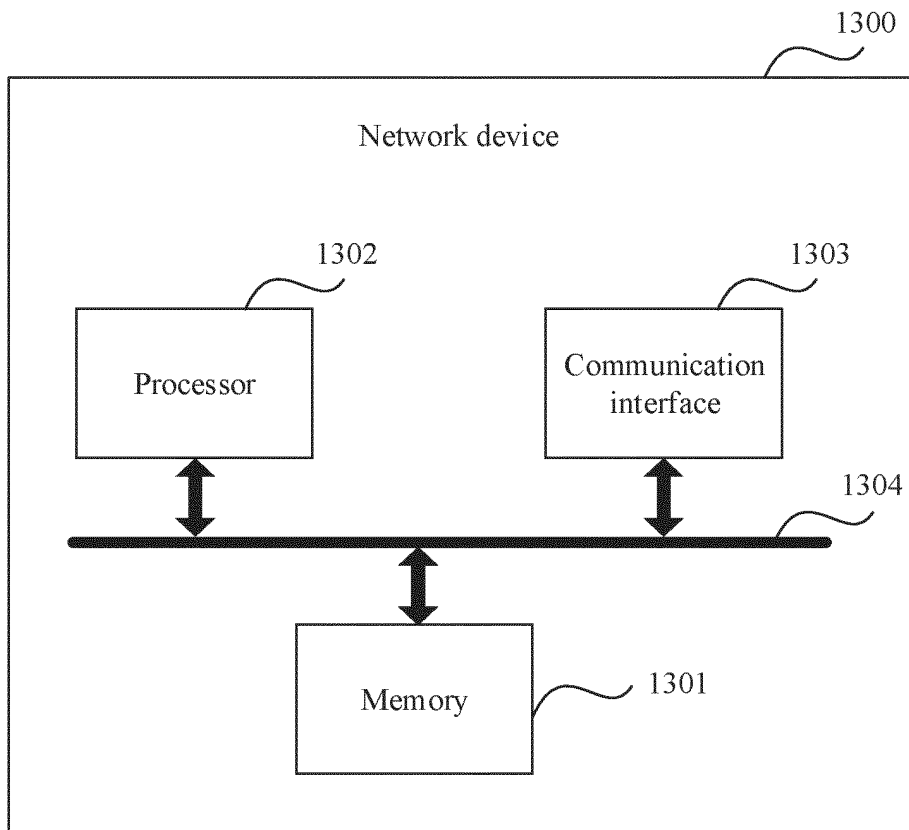 1300
Network device
1302
1303
Processor
Communication
interface
1304
Memory
1301